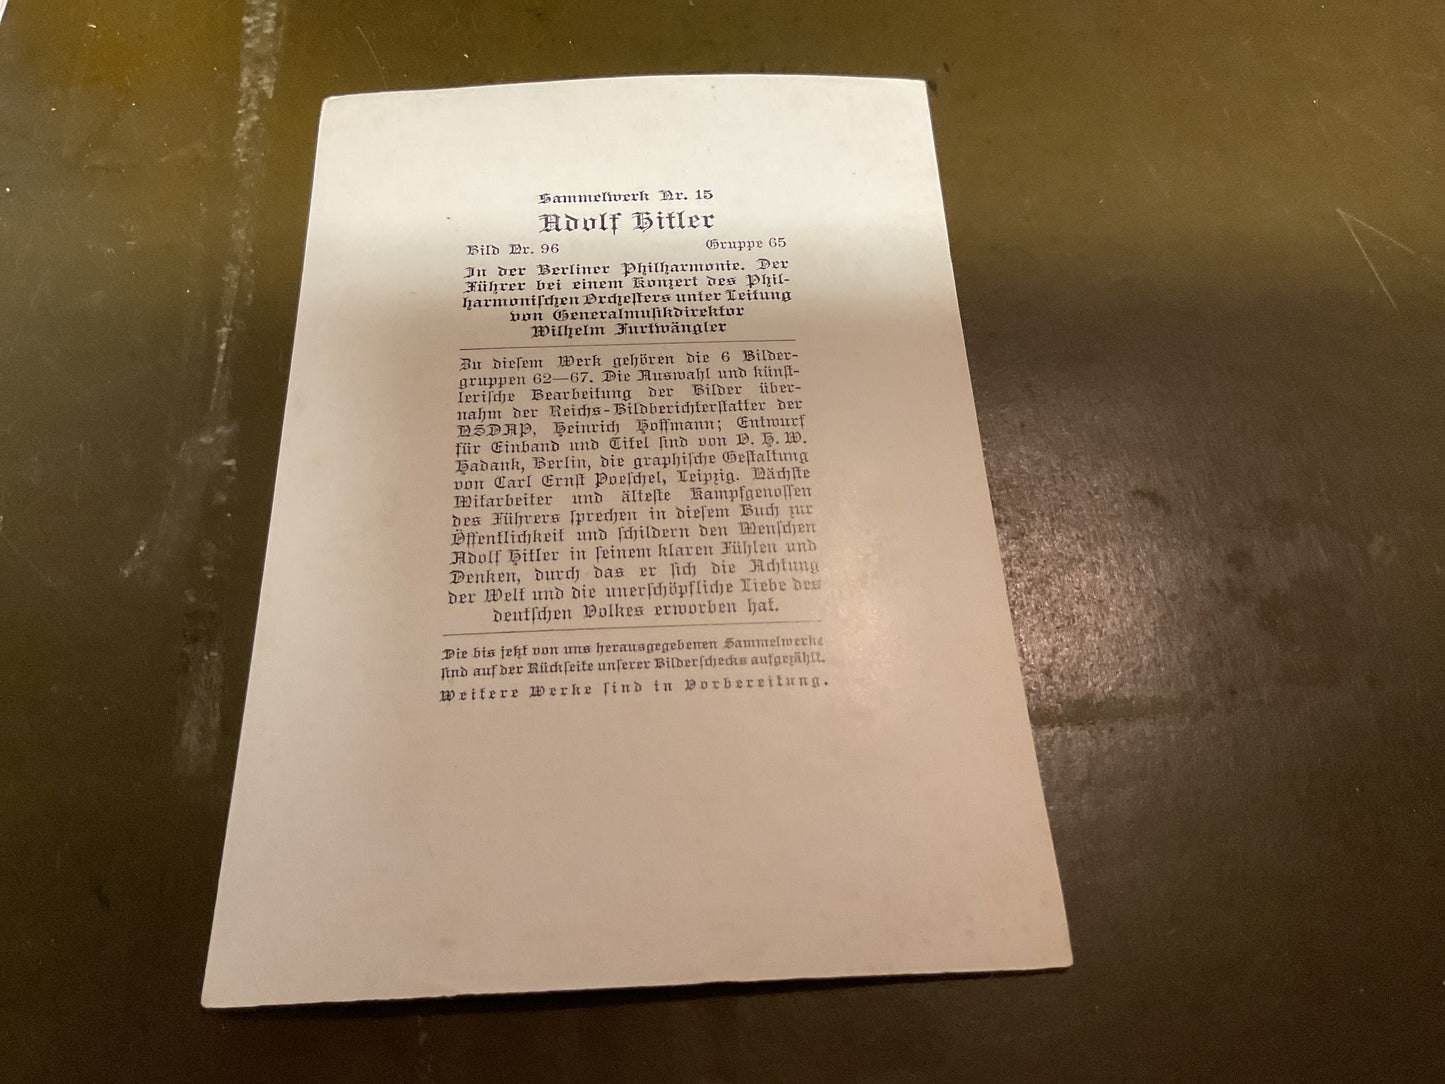 Sammelwerk Nr. 15
Adolf Hitler
Bild Nr. 96 Gruppe 65
In der Berliner Philharmonie. Der
Führer bei einem Konzert des Phil-
harmonischen Orchesters unter Leitung
von Generalmusikdirektor
Wilhelm Furtwängler
Zu diesem Werk gehören die 6 Bilder-
gruppen 62—67. Die Auswahl und künst-
lerische Bearbeitung der Bilder über-
nahm der Reichs-Bildberichterstatter der
NSDAP, Heinrich Hoffmann; Entwurf
für Einband und Titel sind von O. H. W.
Hadank, Berlin, die graphische Gestaltung
von Carl Ernst Poeschel, Leipzig. Nächste
Mitarbeiter und älteste Kampfgenossen
des Führers sprechen in diesem Buch zur
Öffentlichkeit und schildern den Menschen
Adolf Hitler in seinem klaren Fühlen und
Denken, durch das er sich die Achtung
der Welt und die unerschöpfliche Liebe des
deutschen Volkes erworben hat.
Die bis jetzt von uns herausgegebenen Sammelwerke
sind auf der Rückseite unserer Bilderschecks aufgezählt.
Weitere Werke sind in Vorbereitung.